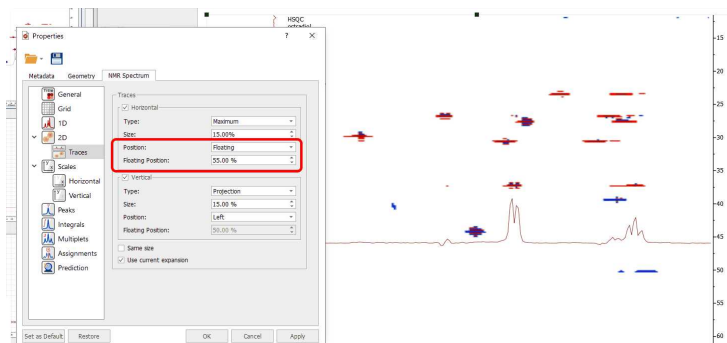 Properties
?
Metadata Geometry NMR Spectrum
General
Grid
1D
2D
Traces
Scales
Horizontal
Vertical
Peaks
Integrals
Multiplets
Assignments
Prediction
Traces
Horizontal
Type: Maximum
Size: 15.00%
Postion: Floating
Floating Position: 55.00 %
Vertical
Type: Projection
Size: 15.00 %
Postion: Left
Floating Position: 50.00 %
Same size
Use current expansion
Set as Default Restore OK Cancel Apply
HSQC
estradiol
15
20
25
30
35
40
45
50
55
60